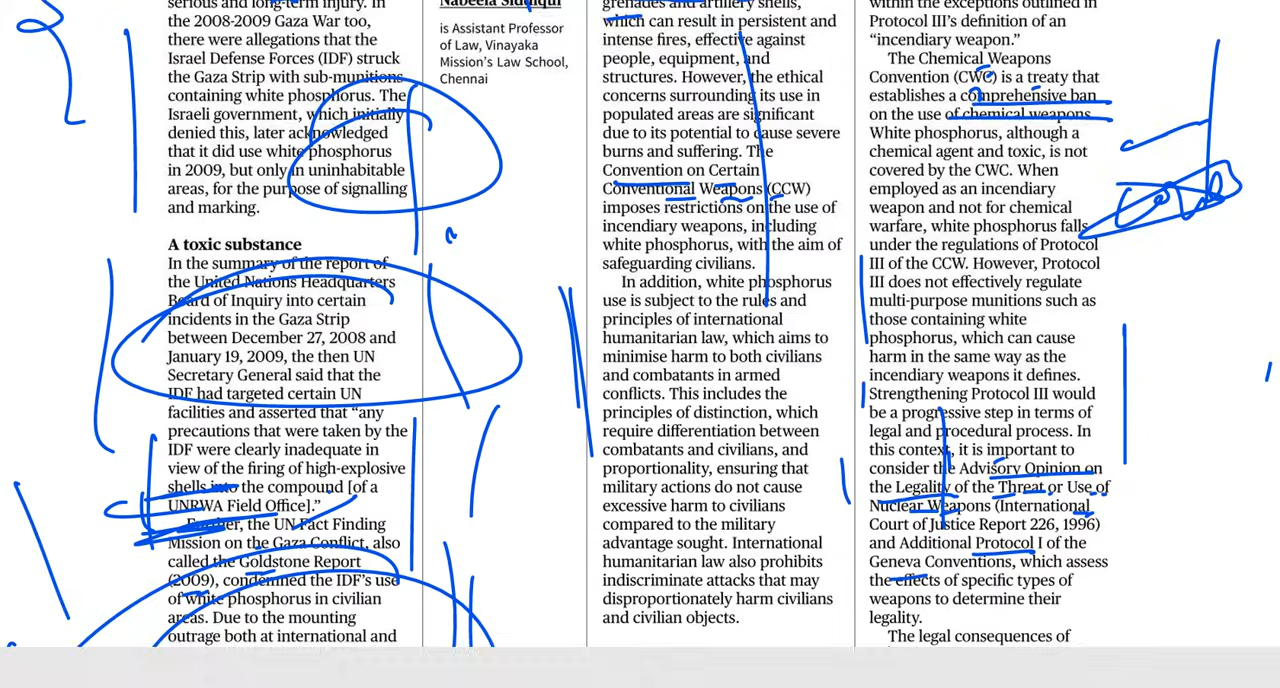 serious and long-term injury. In
the 2008-2009 Gaza War too,
there were allegations that the
Israel Defense Forces (IDF) struck
the Gaza Strip with sub-munitions
containing white phosphorus. The
Israeli government, which initially
denied this, later acknowledged
that it did use white phosphorus
in 2009, but only in uninhabitable
areas, for the purpose of signalling
and marking.
A toxic substance
In the summary of the report of
the United Nations Headquarters
Board of Inquiry into certain
incidents in the Gaza Strip
between December 27, 2008 and
January 19, 2009, the then UN
Secretary General said that the
IDF had targeted certain UN
facilities and asserted that “any
precautions that were taken by the
IDF were clearly inadequate in
view of the firing of high-explosive
shells into the compound [of a
UNRWA Field Office].”
Further, the UN Fact Finding
Mission on the Gaza Conflict, also
called the Goldstone Report
(2009), condemned the IDF’s use
of white phosphorus in civilian
areas. Due to the mounting
outrage both at international and
Nabeela Siddiqui
is Assistant Professor
of Law, Vinayaka
Mission’s Law School,
Chennai
grenades and artillery shells,
which can result in persistent and
intense fires, effective against
people, equipment, and
structures. However, the ethical
concerns surrounding its use in
populated areas are significant
due to its potential to cause severe
burns and suffering. The
Convention on Certain
Conventional Weapons (CCW)
imposes restrictions on the use of
incendiary weapons, including
white phosphorus, with the aim of
safeguarding civilians.
In addition, white phosphorus
use is subject to the rules and
principles of international
humanitarian law, which aims to
minimise harm to both civilians
and combatants in armed
conflicts. This includes the
principles of distinction, which
require differentiation between
combatants and civilians, and
proportionality, ensuring that
military actions do not cause
excessive harm to civilians
compared to the military
advantage sought. International
humanitarian law also prohibits
indiscriminate attacks that may
disproportionately harm civilians
and civilian objects.
within the exceptions outlined in
Protocol III’s definition of an
“incendiary weapon.”
The Chemical Weapons
Convention (CWC) is a treaty that
establishes a comprehensive ban
on the use of chemical weapons.
White phosphorus, although a
chemical agent and toxic, is not
covered by the CWC. When
employed as an incendiary
weapon and not for chemical
warfare, white phosphorus falls
under the regulations of Protocol
III of the CCW. However, Protocol
III does not effectively regulate
multi-purpose munitions such as
those containing white
phosphorus, which can cause
harm in the same way as the
incendiary weapons it defines.
Strengthening Protocol III would
be a progressive step in terms of
legal and procedural process. In
this context, it is important to
consider the Advisory Opinion on
the Legality of the Threat or Use of
Nuclear Weapons (International
Court of Justice Report 226, 1996)
and Additional Protocol I of the
Geneva Conventions, which assess
the effects of specific types of
weapons to determine their
legality.
The legal consequences of